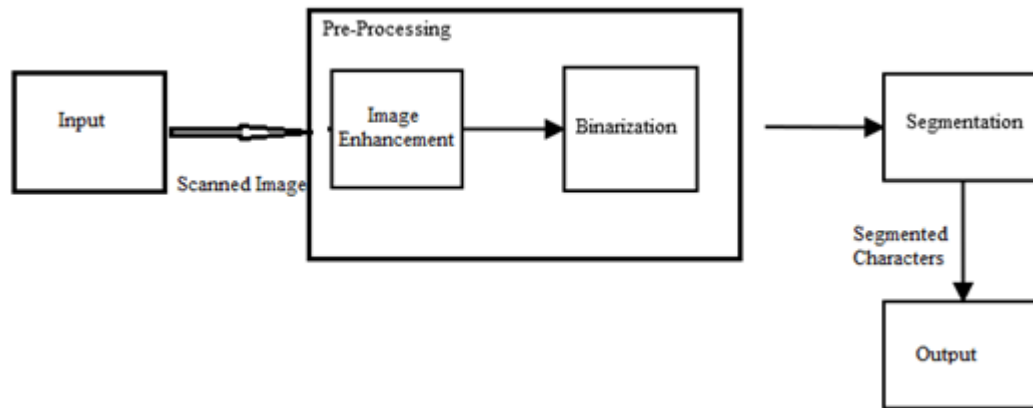 Pre-Processing
Input
Image
Enhancement
Binarization
Segmentation
Scanned Image
Segmented
Characters
Output